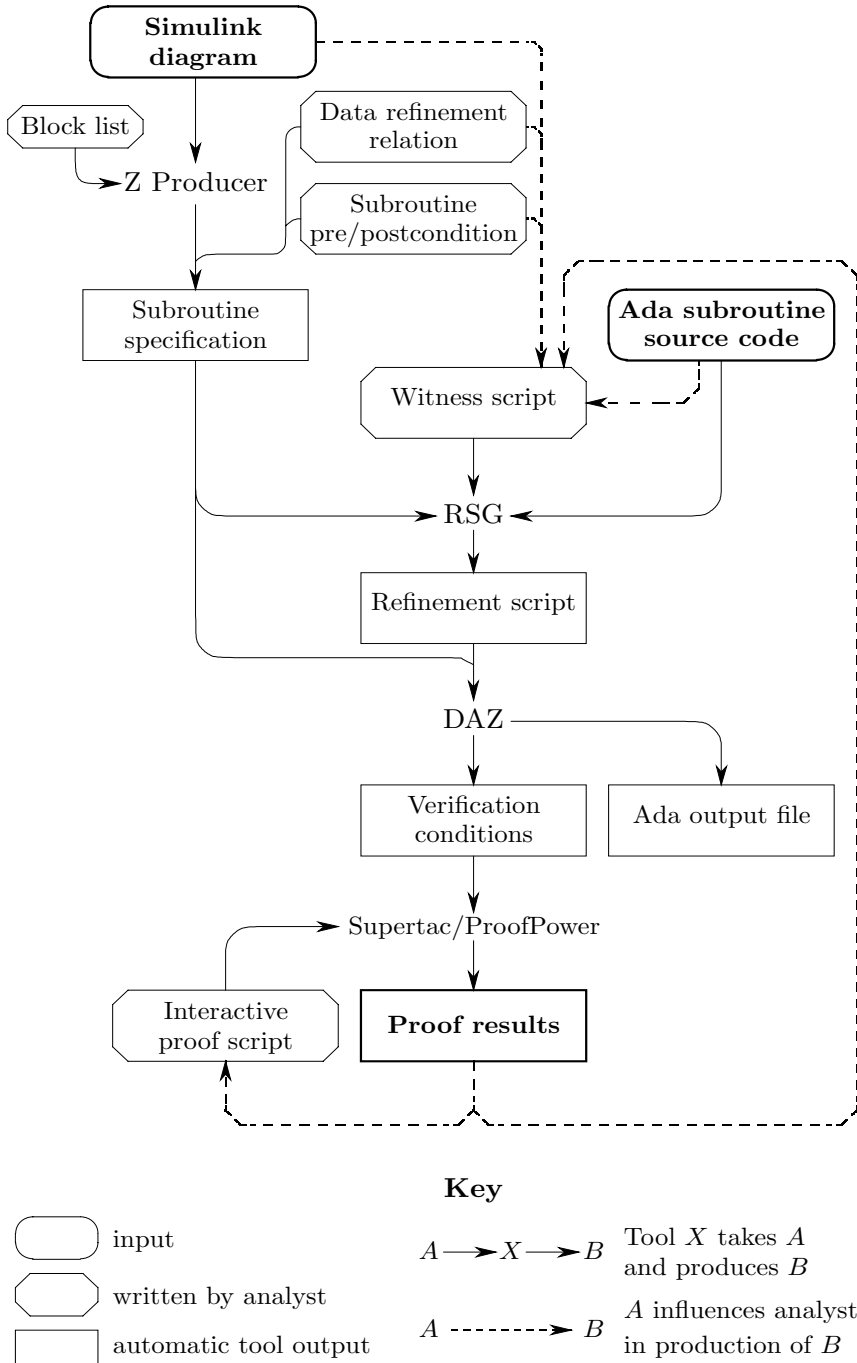 Simulink
diagram
Block list
Data refinement
relation
Z Producer
Subroutine
pre/postcondition
Subroutine
specification
Ada subroutine
source code
Witness script
RSG
Refinement script
DAZ
Verification
conditions
Ada output file
Supertac/ProofPower
Interactive
proof script
Proof results
Key
input
written by analyst
automatic tool output
A X B
Tool X takes A
and produces B
A B
A influences analyst
in production of B